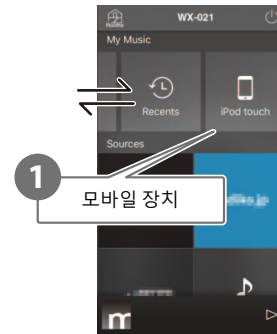 WX-021
My Music
Recents
iPod touch
Sources
1
모바일 장치